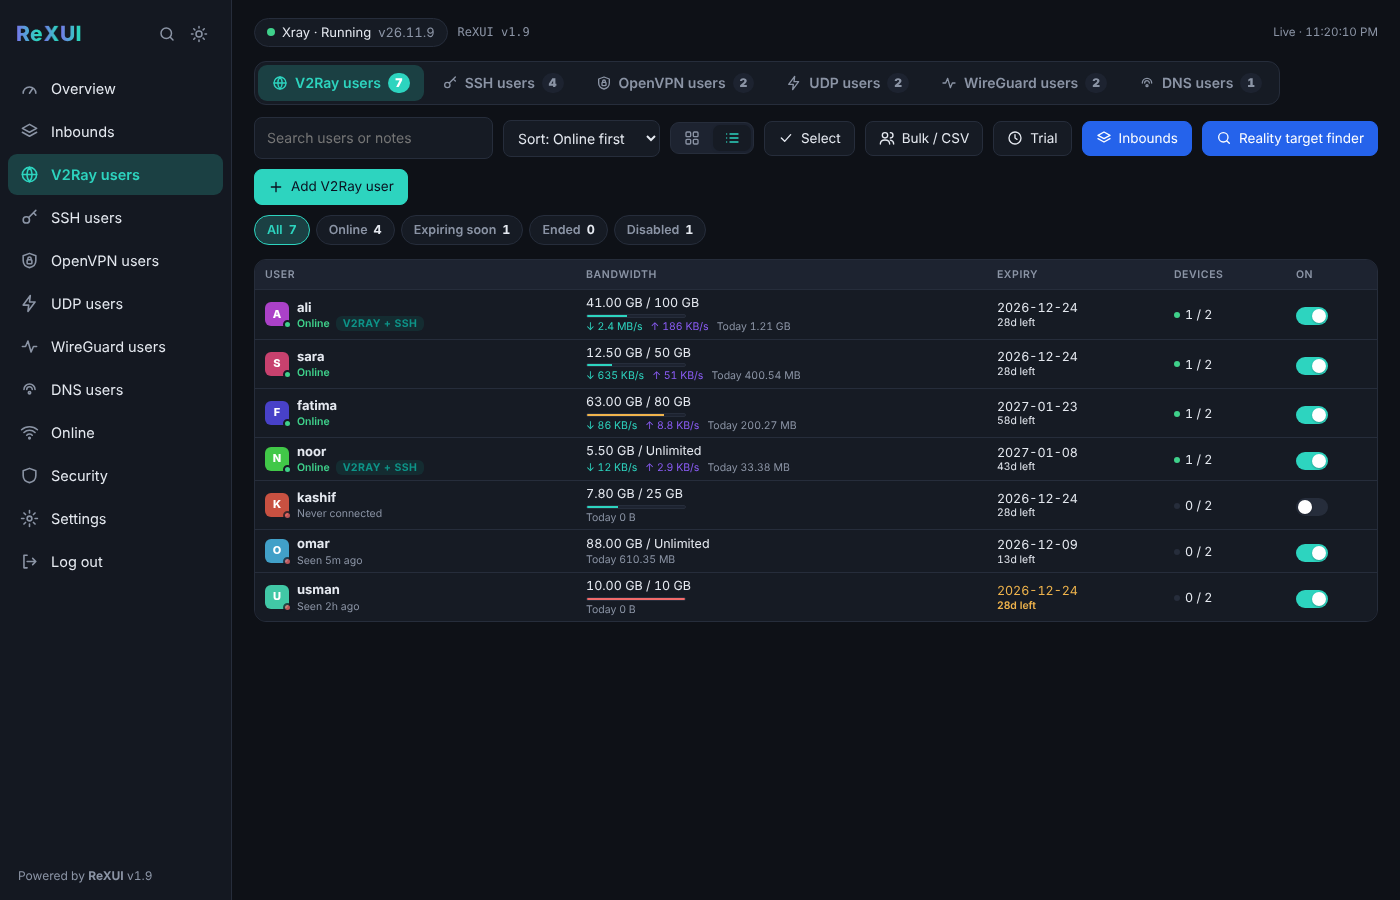 ReXUI
Overview
Inbounds
V2Ray users
SSH users
OpenVPN users
UDP users
WireGuard users
DNS users
Online
Security
Settings
Log out
Powered by ReXUI v1.9
Xray · Running v26.11.9 ReXUI v1.9 Live · 11:20:10 PM
V2Ray users 7 SSH users 4 OpenVPN users 2 UDP users 2 WireGuard users 2 DNS users 1
Search users or notes Sort: Online first Select Bulk / CSV Trial Inbounds Reality target finder
Add V2Ray user
All 7 Online 4 Expiring soon 1 Ended 0 Disabled 1
USER BANDWIDTH EXPIRY DEVICES ON
A ali 41.00 GB / 100 GB 2026-12-24 1 / 2
Online V2RAY + SSH ↓ 2.4 MB/s ↑ 186 KB/s Today 1.21 GB 28d left
S sara 12.50 GB / 50 GB 2026-12-24 1 / 2
Online ↓ 635 KB/s ↑ 51 KB/s Today 400.54 MB 28d left
F fatima 63.00 GB / 80 GB 2027-01-23 1 / 2
Online ↓ 86 KB/s ↑ 8.8 KB/s Today 200.27 MB 58d left
N noor 5.50 GB / Unlimited 2027-01-08 1 / 2
Online V2RAY + SSH ↓ 12 KB/s ↑ 2.9 KB/s Today 33.38 MB 43d left
K kashif 7.80 GB / 25 GB 2026-12-24 0 / 2
Never connected Today 0 B 28d left
O omar 88.00 GB / Unlimited 2026-12-09 0 / 2
Seen 5m ago Today 610.35 MB 13d left
U usman 10.00 GB / 10 GB 2026-12-24 0 / 2
Seen 2h ago Today 0 B 28d left